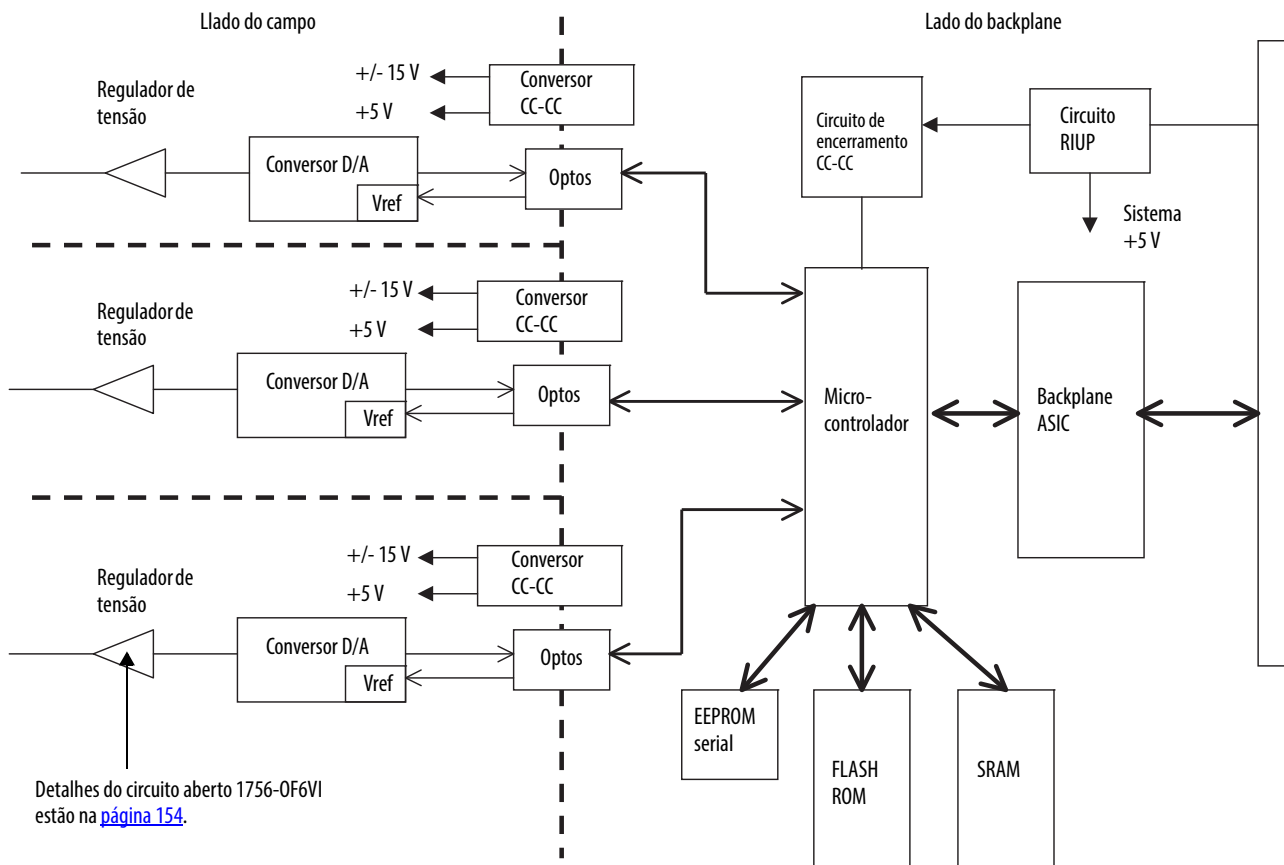 Llado do campo
Lado do backplane
Regulador de
tensão
+/- 15 V
+5 V
Conversor
CC-CC
Conversor D/A
Vref
Optos
Circuito de
encerramento
CC-CC
Circuito
RIUP
Sistema
+5 V
Regulador de
tensão
+/- 15 V
+5 V
Conversor
CC-CC
Conversor D/A
Vref
Optos
Micro-
controlador
Backplane
ASIC
Regulador de
tensão
+/- 15 V
+5 V
Conversor
CC-CC
Conversor D/A
Vref
Optos
EEPROM
serial
FLASH
ROM
SRAM
Detalhes do circuito aberto 1756-OF6VI
estão na página 154.